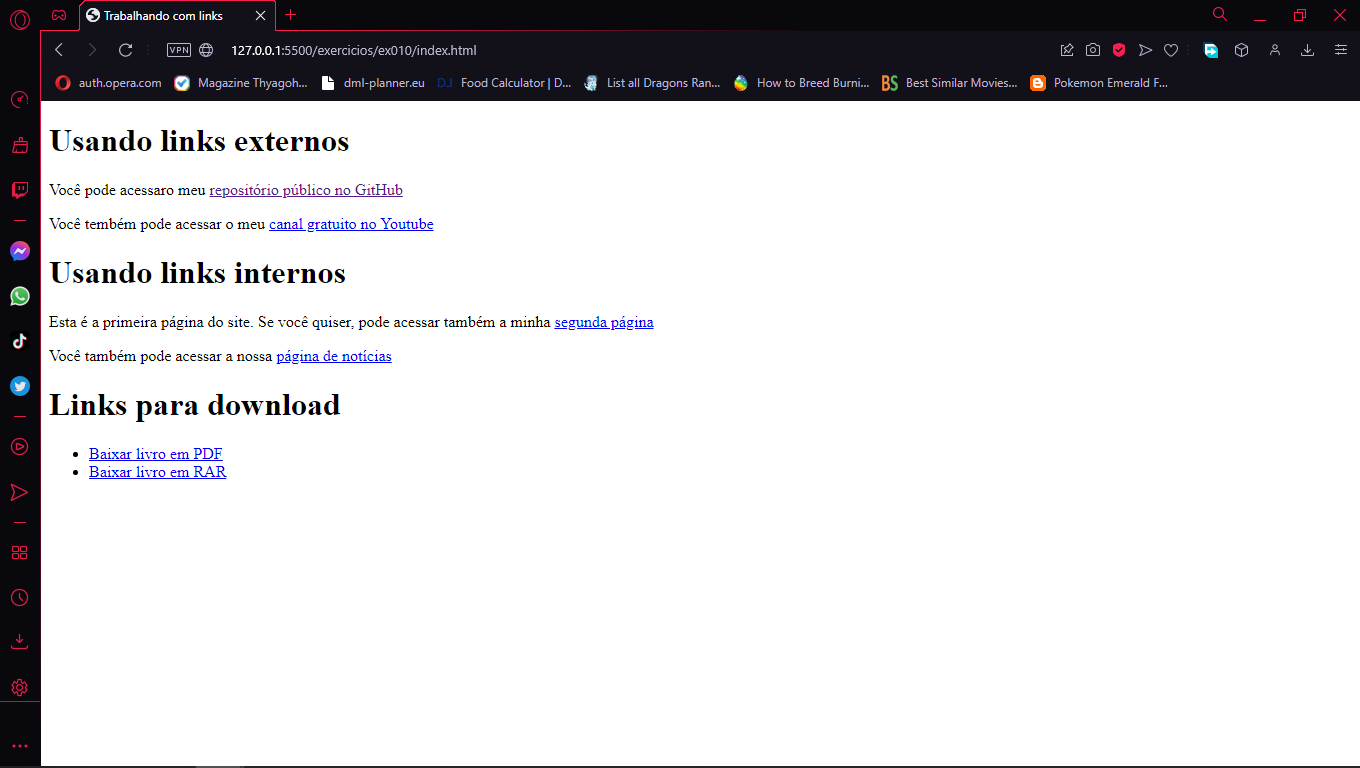 Trabalhando com links
VPN 127.0.0.1:5500/exercicios/ex010/index.html
auth.opera.com Magazine Thyagoh... dml-planner.eu D.I Food Calculator | D... List all Dragons Ran... How to Breed Burni... BS Best Similar Movies... Pokemon Emerald F...
Usando links externos
Você pode acessaro meu repositório público no GitHub
Você tembém pode acessar o meu canal gratuito no Youtube
Usando links internos
Esta é a primeira página do site. Se você quiser, pode acessar também a minha segunda página
Você também pode acessar a nossa página de notícias
Links para download
Baixar livro em PDF
Baixar livro em RAR